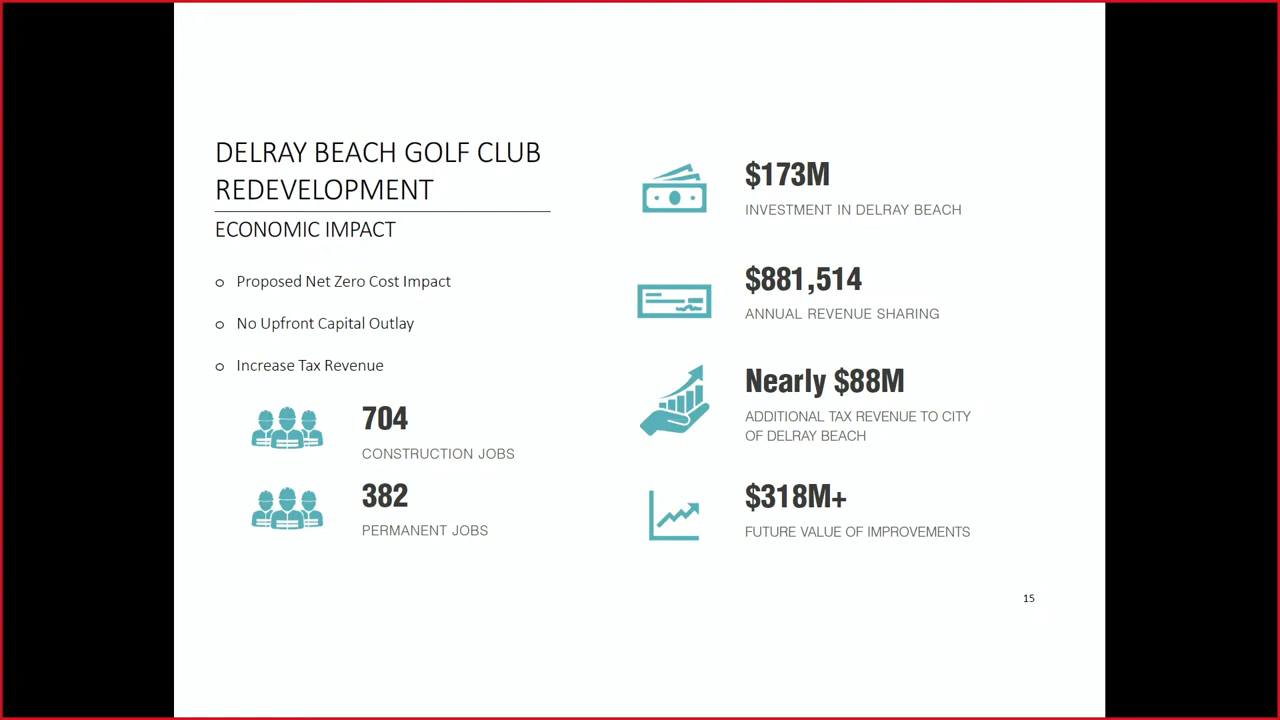 DELRAY BEACH GOLF CLUB
REDEVELOPMENT
ECONOMIC IMPACT
o Proposed Net Zero Cost Impact
o No Upfront Capital Outlay
o Increase Tax Revenue
704
CONSTRUCTION JOBS
382
PERMANENT JOBS
$173M
INVESTMENT IN DELRAY BEACH
$881,514
ANNUAL REVENUE SHARING
Nearly $88M
ADDITIONAL TAX REVENUE TO CITY
OF DELRAY BEACH
$318M+
FUTURE VALUE OF IMPROVEMENTS
15